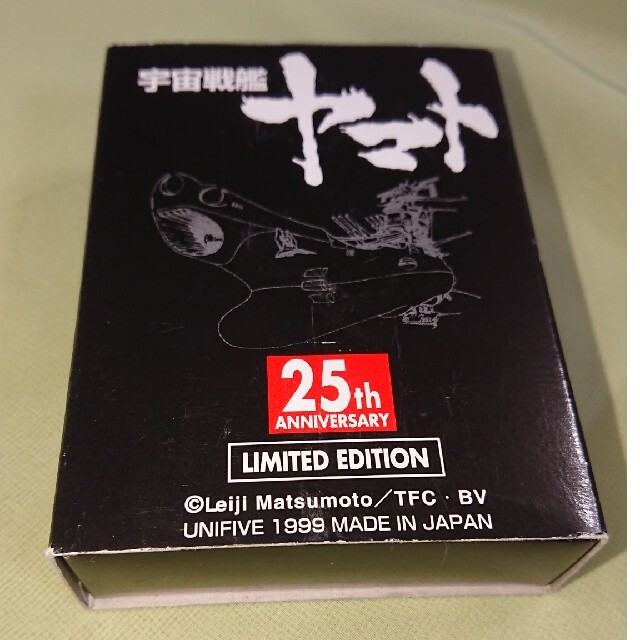 宇宙戦艦
ヤマト
25th
ANNIVERSARY
LIMITED EDITION
©Leiji Matsumoto／TFC・BV
UNIFIVE 1999 MADE IN JAPAN